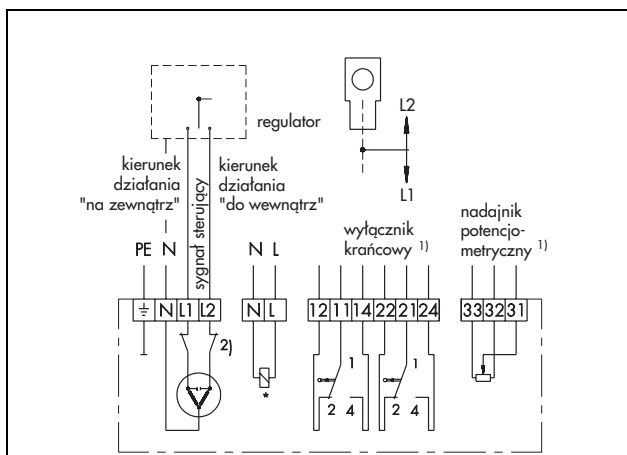 L2
regulator
L1
kierunek
działania
"na zewnątrz"
sygnał sterujący
kierunek
działania
"do wewnątrz"
wyłącznik
krańcowy 1)
nadajnik
potencjo-
metryczny 1)
PE N
N L
N L1 L2
N L
12 11 14 22 21 24
33 32 31
2)
*
1
2 4
1
2 4